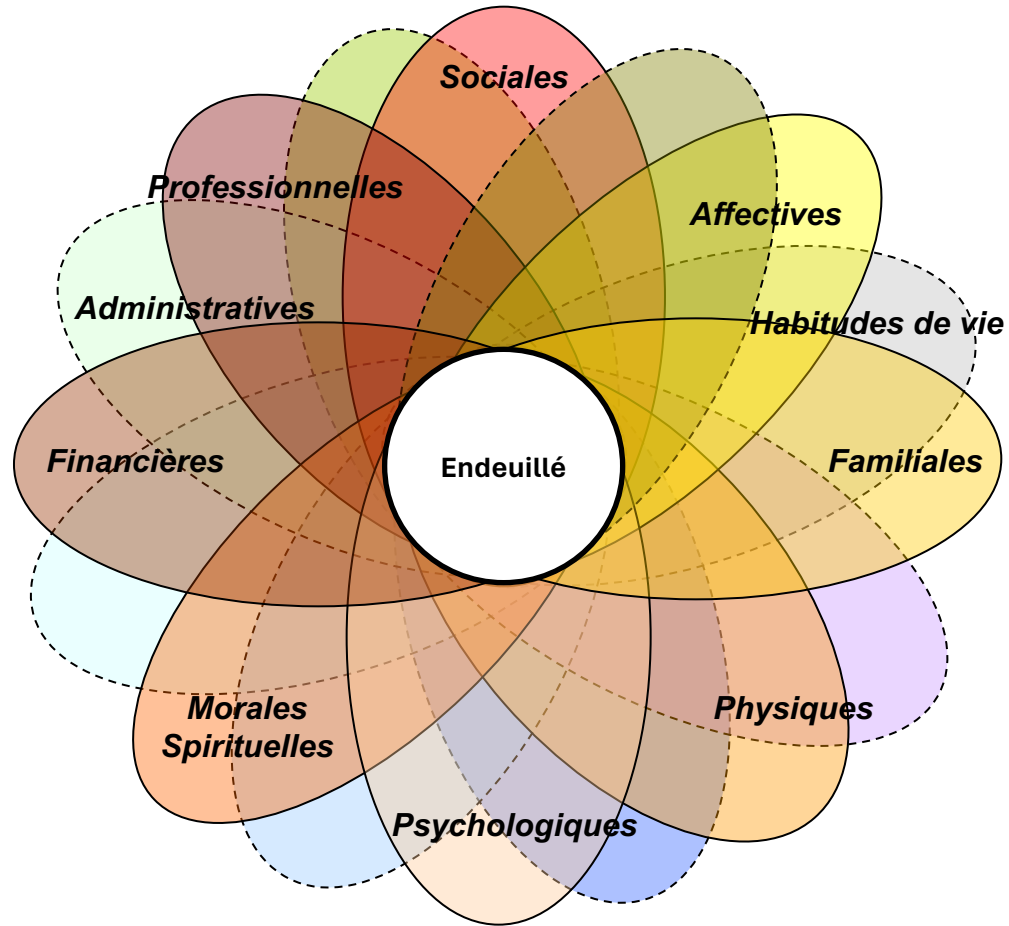 Sociales
Professionnelles
Affectives
Administratives
Habitudes de vie
Financières
Endeuillé
Familiales
Morales
Spirituelles
Physiques
Psychologiques